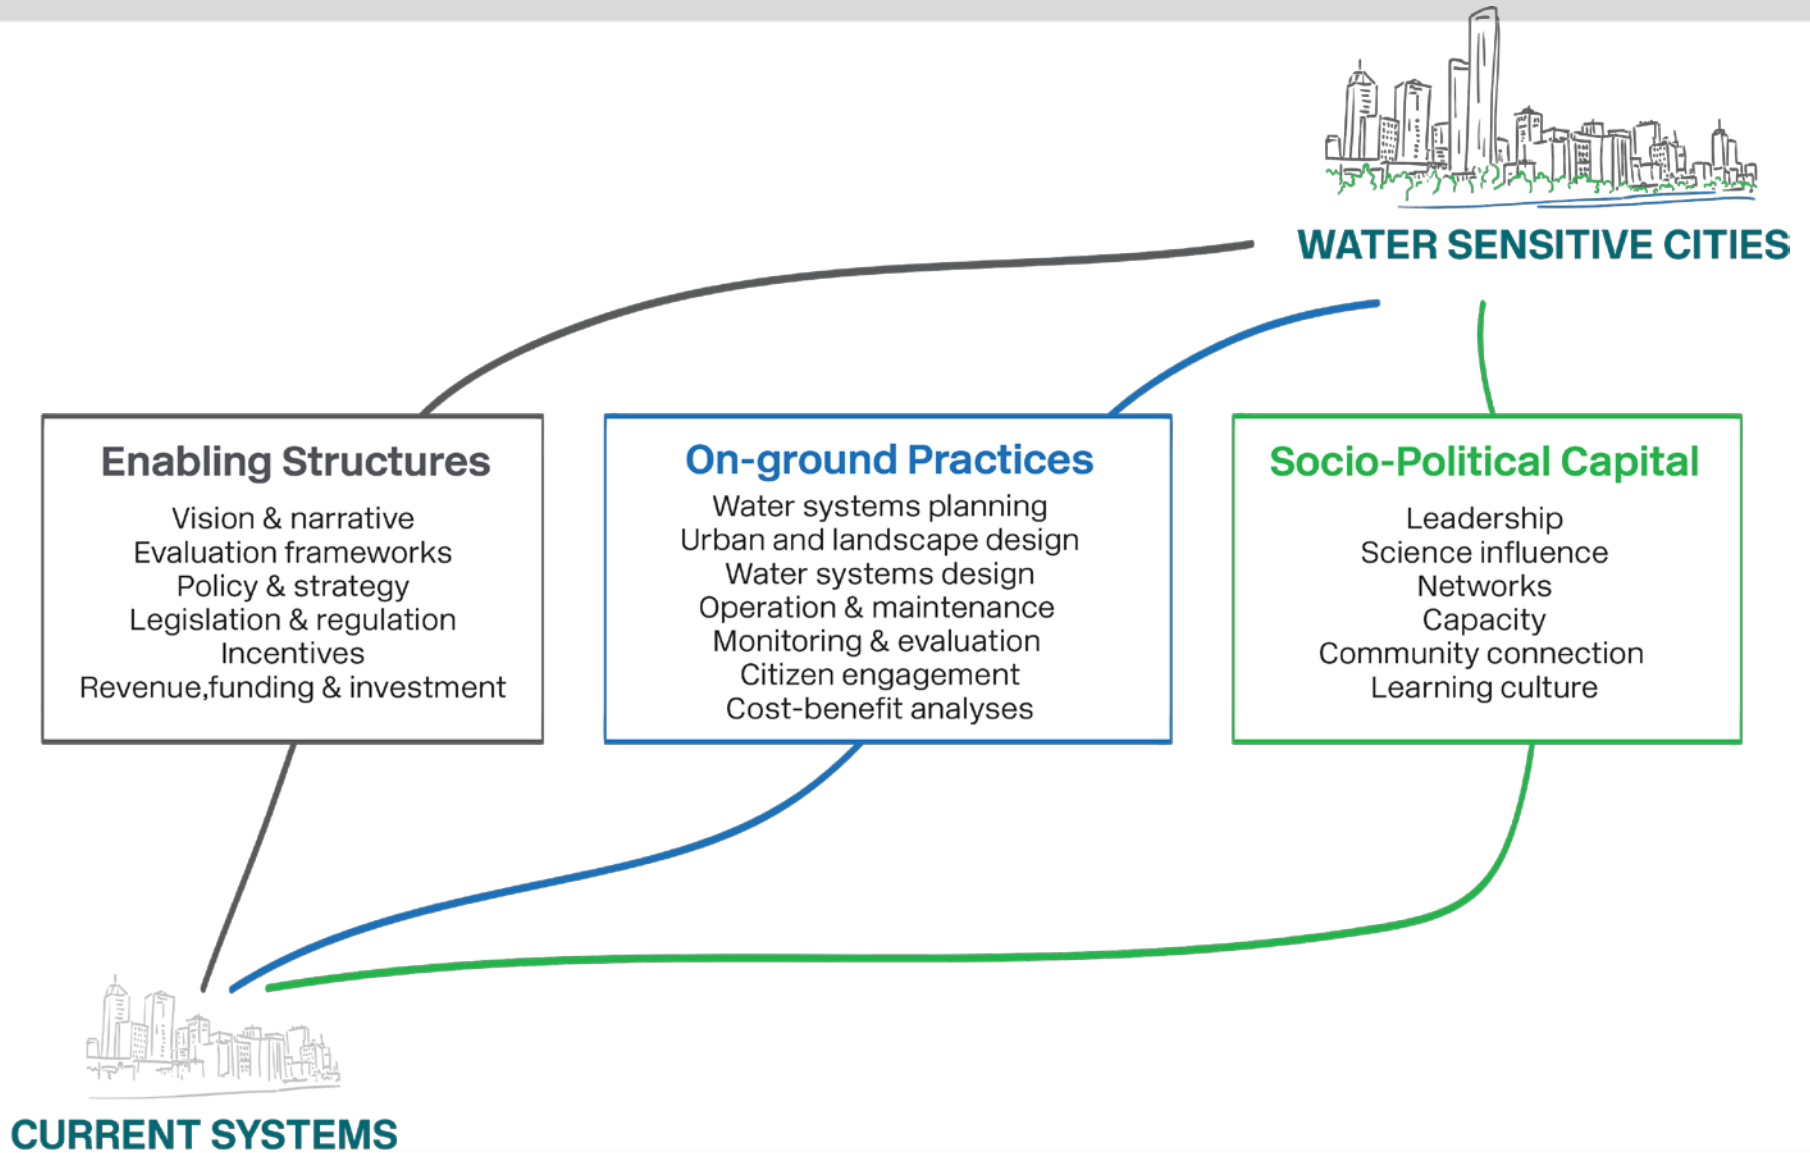 WATER SENSITIVE CITIES
Enabling Structures
Vision & narrative
Evaluation frameworks
Policy & strategy
Legislation & regulation
Incentives
Revenue,funding & investment
On-ground Practices
Water systems planning
Urban and landscape design
Water systems design
Operation & maintenance
Monitoring & evaluation
Citizen engagement
Cost-benefit analyses
Socio-Political Capital
Leadership
Science influence
Networks
Capacity
Community connection
Learning culture
CURRENT SYSTEMS